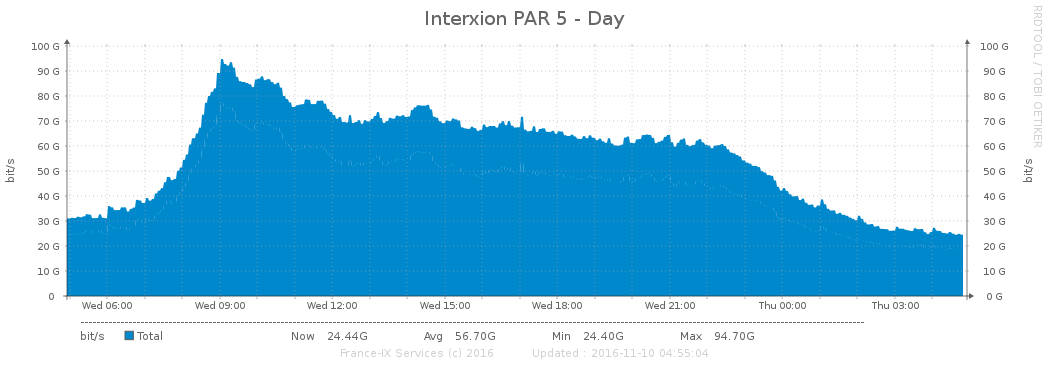 Interxion PAR 5 - Day
RRDTOOL / TOBI OETIKER
bit/s
bit/s
100 G 100 G
90 G 90 G
80 G 80 G
70 G 70 G
60 G 60 G
50 G 50 G
40 G 40 G
30 G 30 G
20 G 20 G
10 G 10 G
0 0 G
Wed 06:00 Wed 09:00 Wed 12:00 Wed 15:00 Wed 18:00 Wed 21:00 Thu 00:00 Thu 03:00
bit/s Total Now 24.44G Avg 56.70G Min 24.40G Max 94.70G
France-IX Services (c) 2016 Updated : 2016-11-10 04:55:04